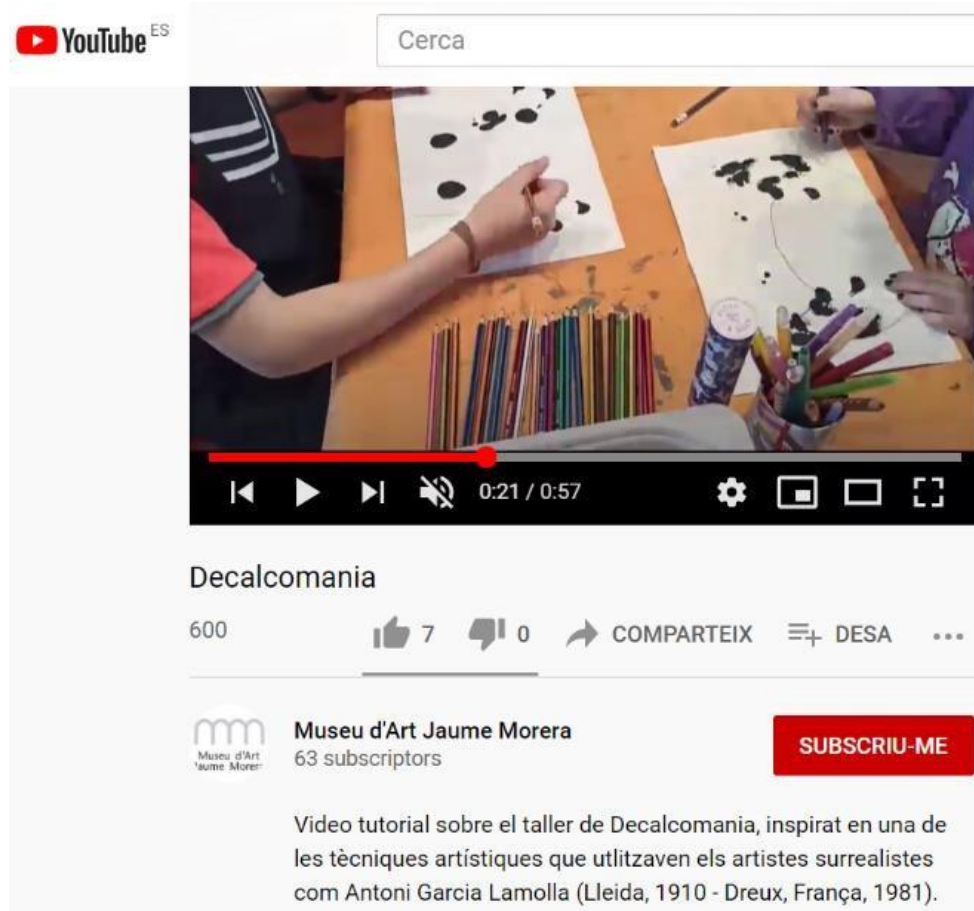 YouTube ES
Cerca
0:21 / 0:57
Decalcomania
600 7 0 COMPARTEIX DESA
Museu d'Art Jaume Morera
63 subscriptors
Museu d'Art
SUBSCRIU-ME
Video tutorial sobre el taller de Decalcomania, inspirat en una de
les tècniques artístiques que utlitzaven els artistes surrealistes
com Antoni Garcia Lamolla (Lleida, 1910 - Dreux, França, 1981).